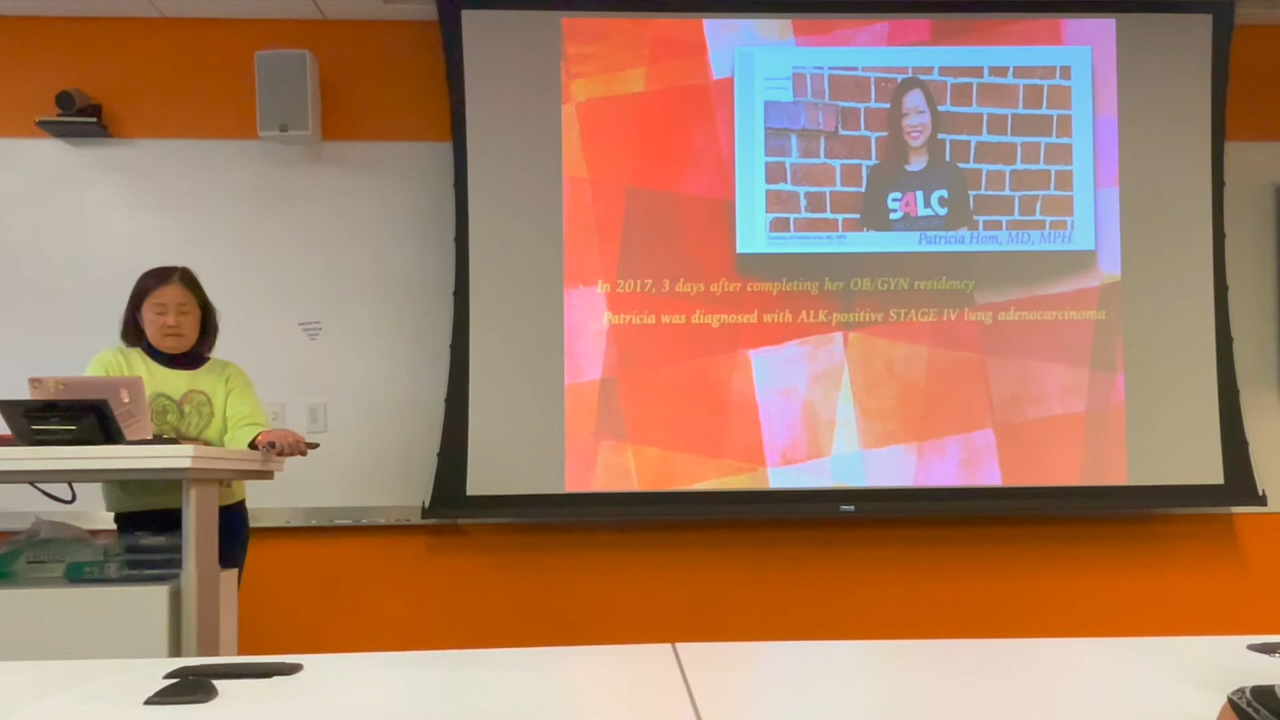 SALC
Patricia Hom, MD, MPH
In 2017, 3 days after completing her OB/GYN residency
Patricia was diagnosed with ALK-positive STAGE IV lung adenocarcinoma